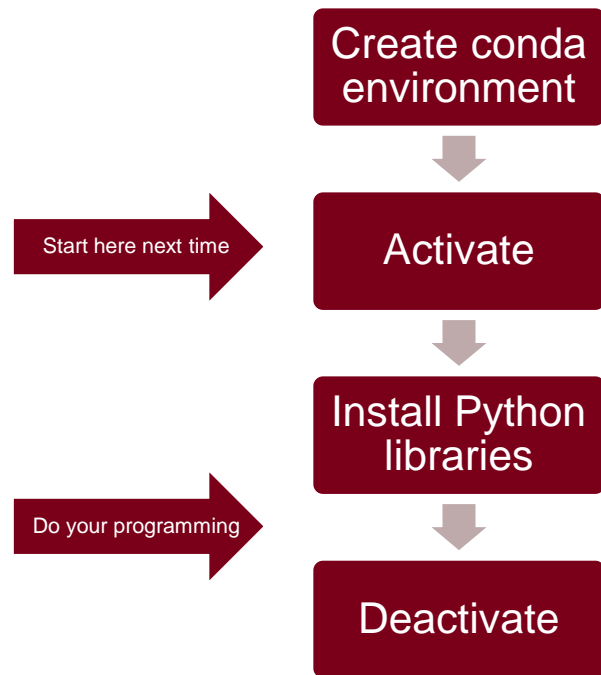 Create conda
environment
Start here next time
Activate
Install Python
libraries
Do your programming
Deactivate